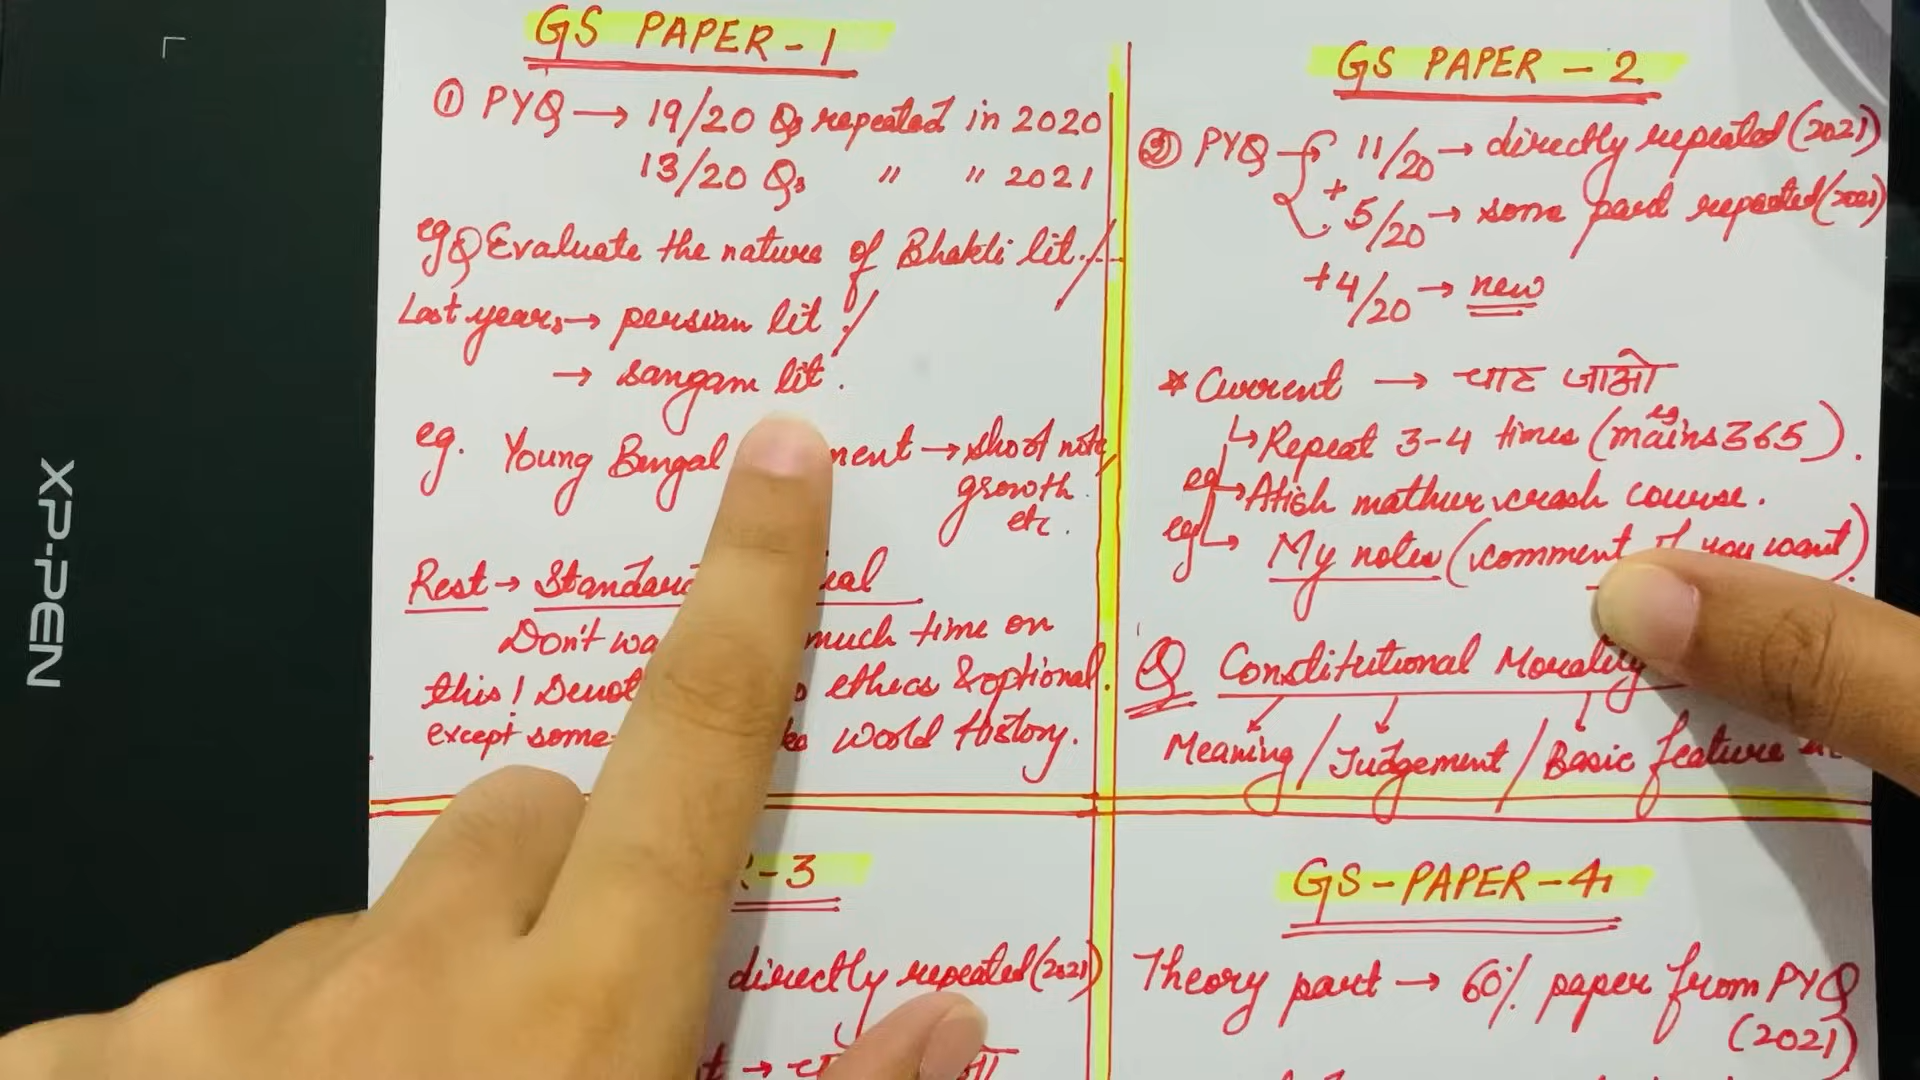 XP-PEN
GS PAPER - 1
① PYQ → 19/20 Qs repeated in 2020
13/20 Qs " " 2021
eg Q Evaluate the nature of Bhakti lit.
Last years → persian lit.
→ sangam lit.
eg. Young Bengal → short note
growth
etc.
Rest → Standard
Don't much time on
this! ethics & optional.
except some world history.
GS PAPER - 2
② PYQ → 11/20 → directly repeated (2021)
+ 5/20 → some part repeated (2021)
+ 4/20 → new
* Current → चाट जाओ
↳ Repeat 3-4 times (eg mains 365).
eg → Atish mathur crash course.
eg → My notes (comment if you want).
Q Constitutional Morality
Meaning / Judgement / Basic feature
-3
directly repeated (2021)
GS-PAPER-4
Theory part → 60% paper from PYQ
(2021)